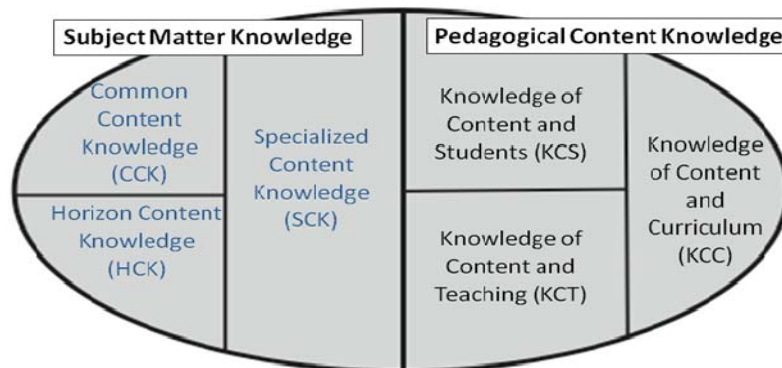 Subject Matter Knowledge
Pedagogical Content Knowledge
Common
Content
Knowledge
(CCK)
Horizon Content
Knowledge
(HCK)
Specialized
Content
Knowledge
(SCK)
Knowledge of
Content and
Students (KCS)
Knowledge of
Content and
Teaching (KCT)
Knowledge
of Content
and
Curriculum
(KCC)